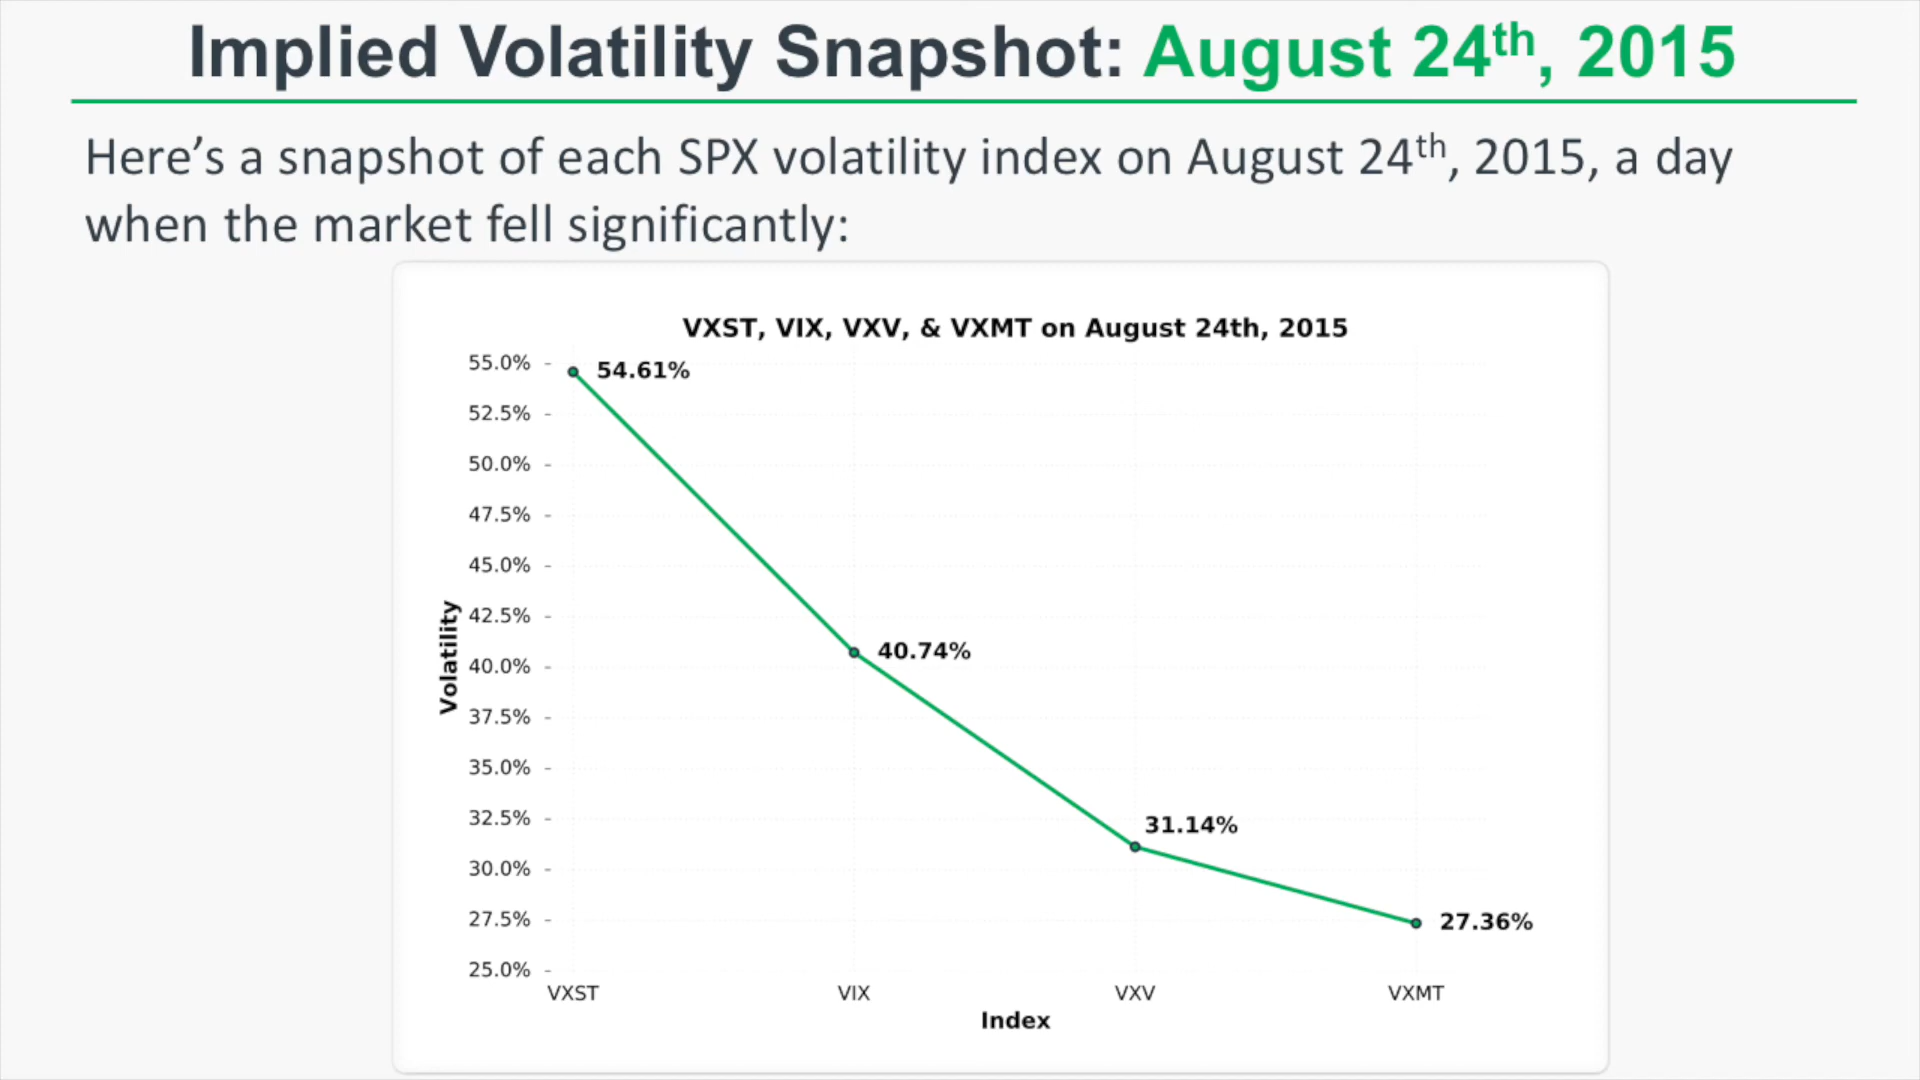 Implied Volatility Snapshot: August 24th, 2015
Here’s a snapshot of each SPX volatility index on August 24th, 2015, a day
when the market fell significantly:
VXST, VIX, VXV, & VXMT on August 24th, 2015
55.0%
54.61%
52.5%
50.0%
47.5%
45.0%
42.5%
40.74%
40.0%
37.5%
35.0%
32.5%
31.14%
30.0%
27.5%
27.36%
25.0%
Volatility
VXST VIX VXV VXMT
Index